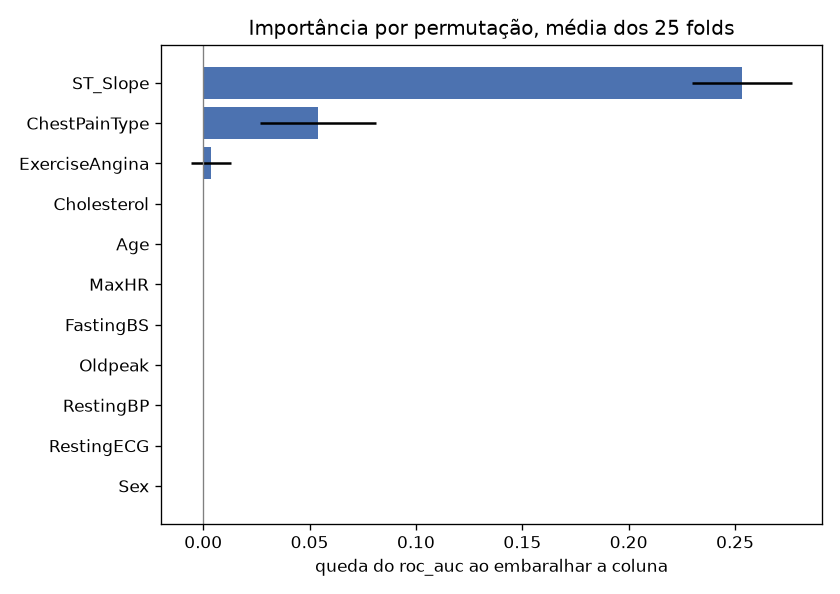 Importância por permutação, média dos 25 folds
ST_Slope
ChestPainType
ExerciseAngina
Cholesterol
Age
MaxHR
FastingBS
Oldpeak
RestingBP
RestingECG
Sex
0.00 0.05 0.10 0.15 0.20 0.25
queda do roc_auc ao embaralhar a coluna